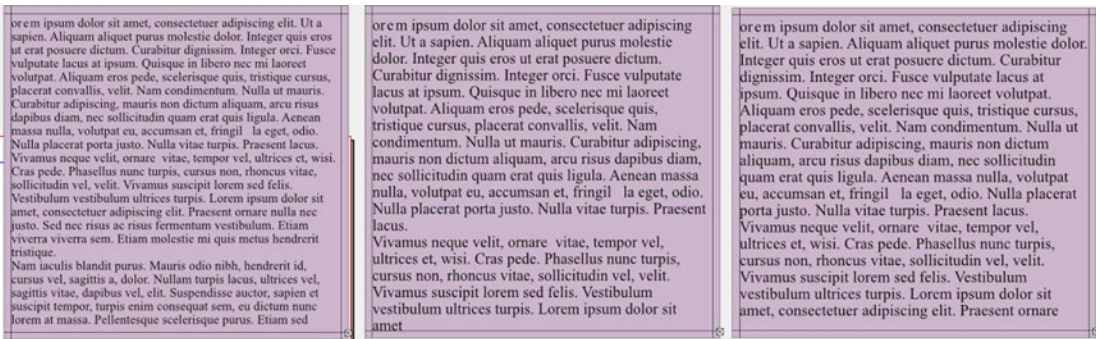 orem ipsum dolor sit amet, consectetuer adipiscing elit. Ut a
sapien. Aliquam aliquet purus molestie dolor. Integer quis eros
ut erat posuere dictum. Curabitur dignissim. Integer orci. Fusce
vulputate lacus at ipsum. Quisque in libero nec mi laoreet
volutpat. Aliquam eros pede, scelerisque quis, tristique cursus,
placerat convallis, velit. Nam condimentum. Nulla ut mauris.
Curabitur adipiscing, mauris non dictum aliquam, arcu risus
dapibus diam, nec sollicitudin quam erat quis ligula. Aenean
massa nulla, volutpat eu, accumsan et, fringil la eget, odio.
Nulla placerat porta justo. Nulla vitae turpis. Praesent lacus.
Vivamus neque velit, ornare vitae, tempor vel, ultrices et, wisi.
Cras pede. Phasellus nunc turpis, cursus non, rhoncus vitae,
sollicitudin vel, velit. Vivamus suscipit lorem sed felis.
Vestibulum vestibulum ultrices turpis. Lorem ipsum dolor sit
amet, consectetuer adipiscing elit. Praesent ornare nulla nec
justo. Sed nec risus ac risus fermentum vestibulum. Etiam
viverra viverra sem. Etiam molestie mi quis metus hendrerit
tristique.
Nam iaculis blandit purus. Mauris odio nibh, hendrerit id,
cursus vel, sagittis a, dolor. Nullam turpis lacus, ultrices vel,
sagittis vitae, dapibus vel, elit. Suspendisse auctor, sapien et
suscipit tempor, turpis enim consequat sem, eu dictum nunc
lorem at massa. Pellentesque scelerisque purus. Etiam sed
orem ipsum dolor sit amet, consectetuer adipiscing
elit. Ut a sapien. Aliquam aliquet purus molestie
dolor. Integer quis eros ut erat posuere dictum.
Curabitur dignissim. Integer orci. Fusce vulputate
lacus at ipsum. Quisque in libero nec mi laoreet
volutpat. Aliquam eros pede, scelerisque quis,
tristique cursus, placerat convallis, velit. Nam
condimentum. Nulla ut mauris. Curabitur adipiscing,
mauris non dictum aliquam, arcu risus dapibus diam,
nec sollicitudin quam erat quis ligula. Aenean massa
nulla, volutpat eu, accumsan et, fringil la eget, odio.
Nulla placerat porta justo. Nulla vitae turpis. Praesent
lacus.
Vivamus neque velit, ornare vitae, tempor vel,
ultrices et, wisi. Cras pede. Phasellus nunc turpis,
cursus non, rhoncus vitae, sollicitudin vel, velit.
Vivamus suscipit lorem sed felis. Vestibulum
vestibulum ultrices turpis. Lorem ipsum dolor sit
amet
orem ipsum dolor sit amet, consectetuer adipiscing
elit. Ut a sapien. Aliquam aliquet purus molestie dolor.
Integer quis eros ut erat posuere dictum. Curabitur
dignissim. Integer orci. Fusce vulputate lacus at
ipsum. Quisque in libero nec mi laoreet volutpat.
Aliquam eros pede, scelerisque quis, tristique cursus,
placerat convallis, velit. Nam condimentum. Nulla ut
mauris. Curabitur adipiscing, mauris non dictum
aliquam, arcu risus dapibus diam, nec sollicitudin
quam erat quis ligula. Aenean massa nulla, volutpat
eu, accumsan et, fringil la eget, odio. Nulla placerat
porta justo. Nulla vitae turpis. Praesent lacus.
Vivamus neque velit, ornare vitae, tempor vel,
ultrices et, wisi. Cras pede. Phasellus nunc turpis,
cursus non, rhoncus vitae, sollicitudin vel, velit.
Vivamus suscipit lorem sed felis. Vestibulum
vestibulum ultrices turpis. Lorem ipsum dolor sit
amet, consectetuer adipiscing elit. Praesent ornare